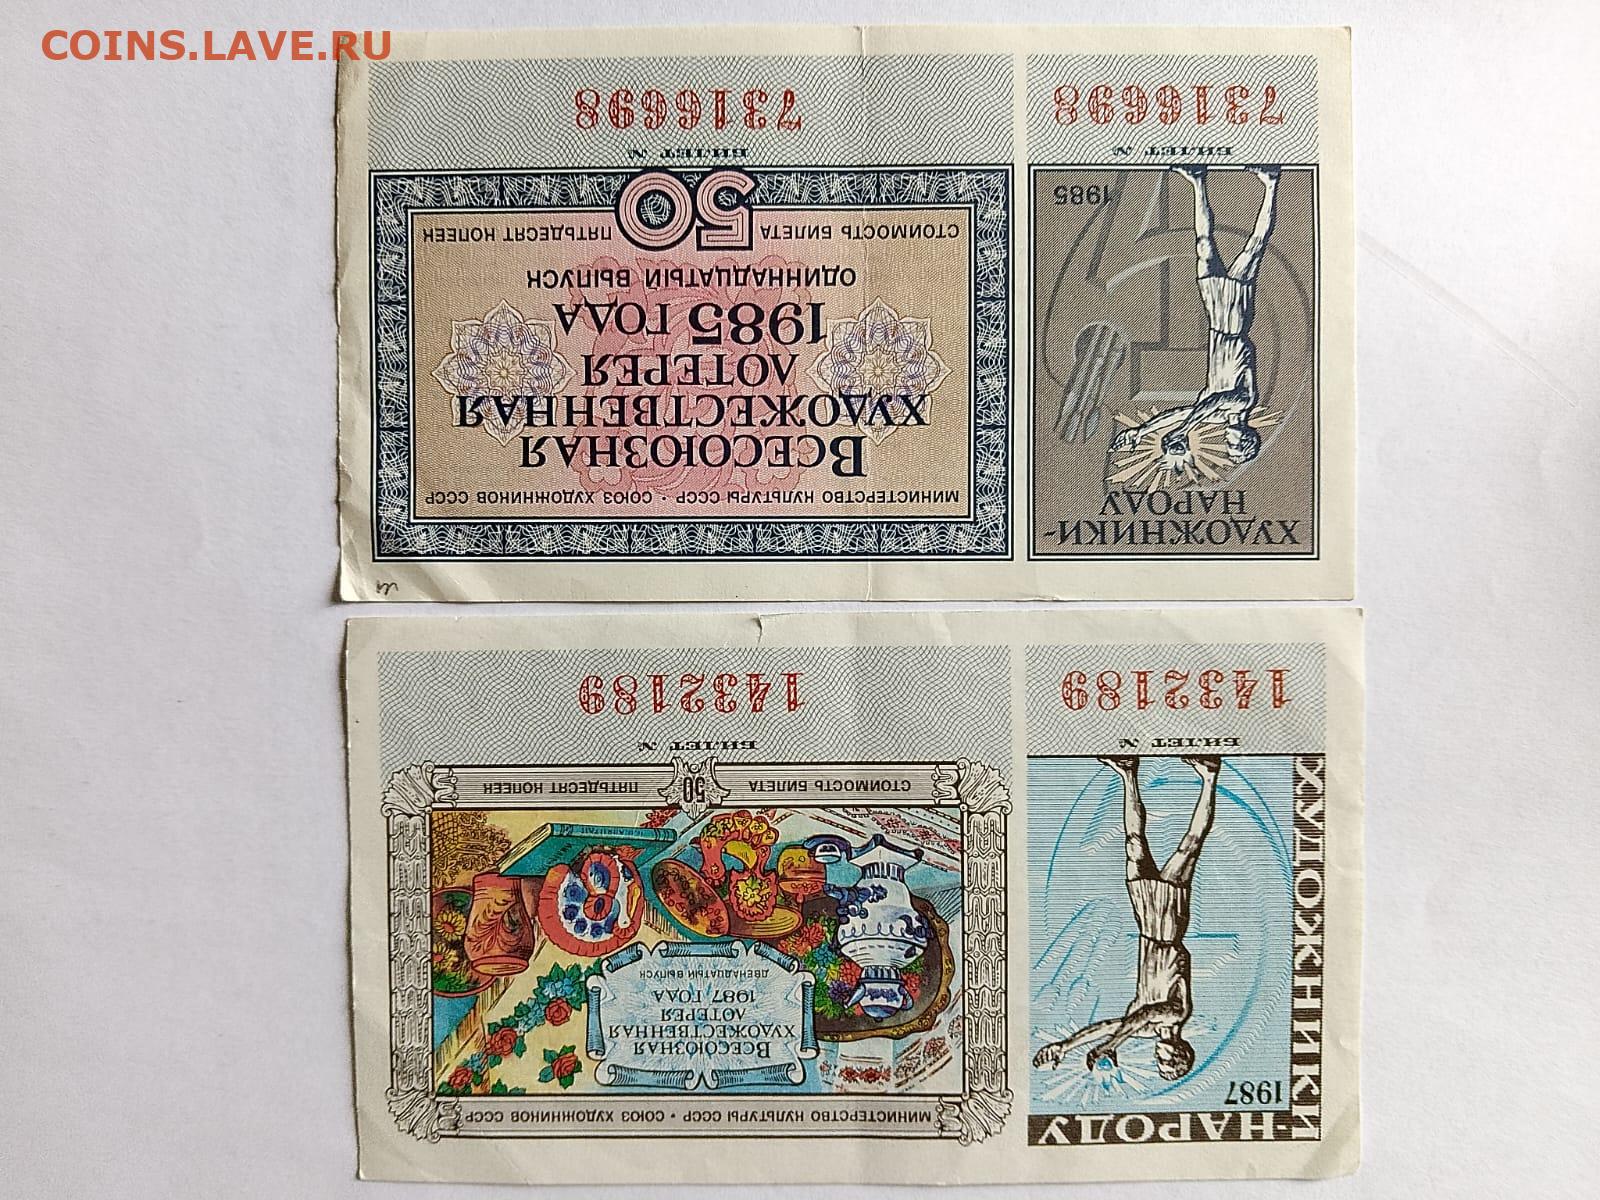 COINS.LAVE.RU
ХУДОЖНИКИ-
НАРОДУ
1985
БИЛЕТ №
7316698
МИНИСТЕРСТВО КУЛЬТУРЫ СССР · СОЮЗ ХУДОЖНИКОВ СССР
ВСЕСОЮЗНАЯ
ХУДОЖЕСТВЕННАЯ
ЛОТЕРЕЯ
1985 ГОДА
ОДИННАДЦАТЫЙ ВЫПУСК
СТОИМОСТЬ БИЛЕТА 50 ПЯТЬДЕСЯТ КОПЕЕК
БИЛЕТ №
7316698
ХУДОЖНИКИ-НАРОДУ
1987
БИЛЕТ №
1432189
МИНИСТЕРСТВО КУЛЬТУРЫ СССР · СОЮЗ ХУДОЖНИКОВ СССР
ВСЕСОЮЗНАЯ
ХУДОЖЕСТВЕННАЯ
ЛОТЕРЕЯ
1987 ГОДА
ДВЕНАДЦАТЫЙ ВЫПУСК
СТОИМОСТЬ БИЛЕТА 50 ПЯТЬДЕСЯТ КОПЕЕК
БИЛЕТ №
1432189